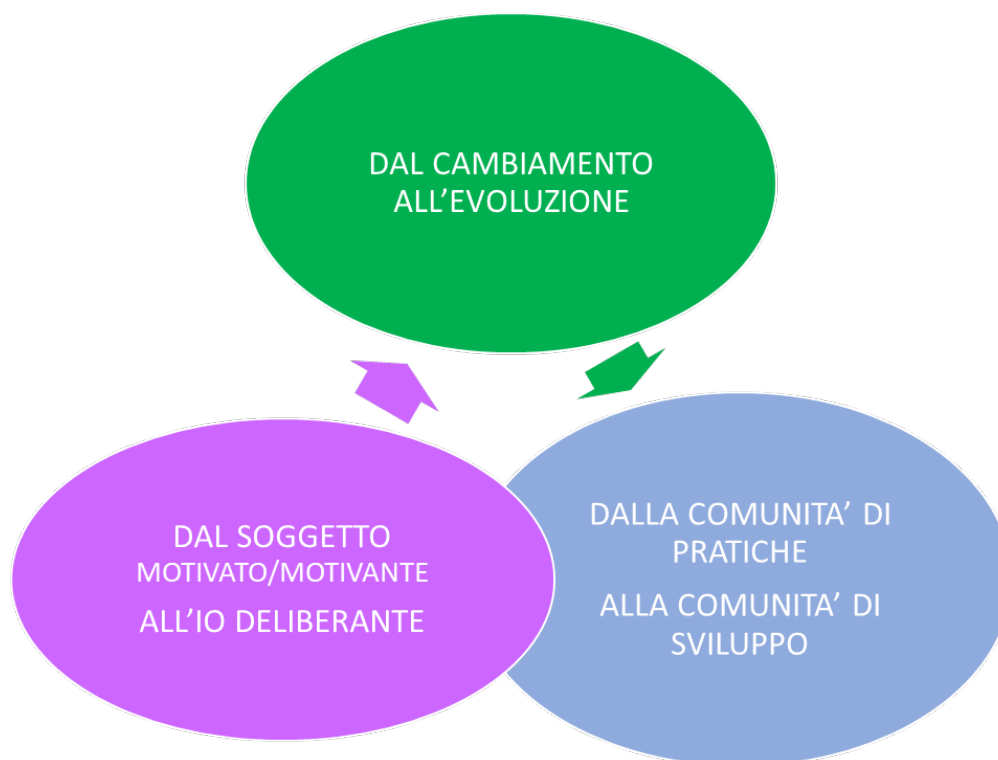 DAL CAMBIAMENTO
ALL’EVOLUZIONE
DAL SOGGETTO
MOTIVATO/MOTIVANTE
ALL’IO DELIBERANTE
DALLA COMUNITA’ DI
PRATICHE
ALLA COMUNITA’ DI
SVILUPPO